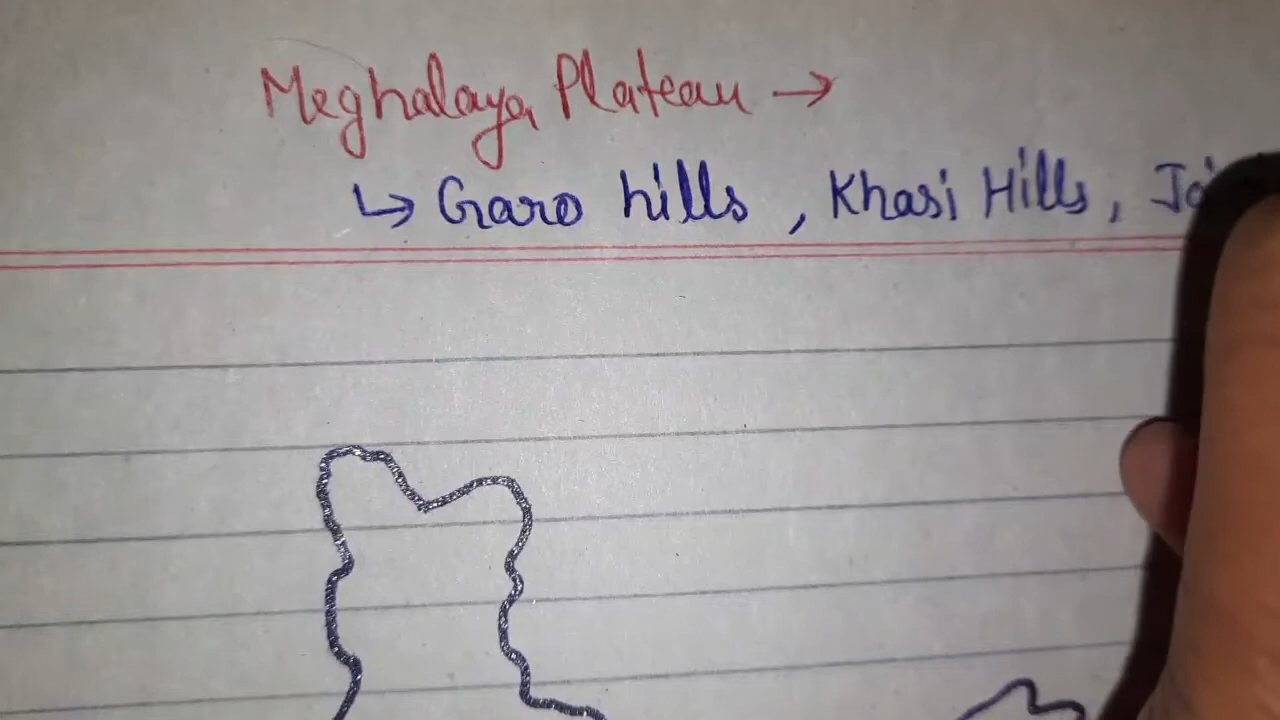 Meghalaya Plateau →
↳ Garo hills , Khasi Hills ,